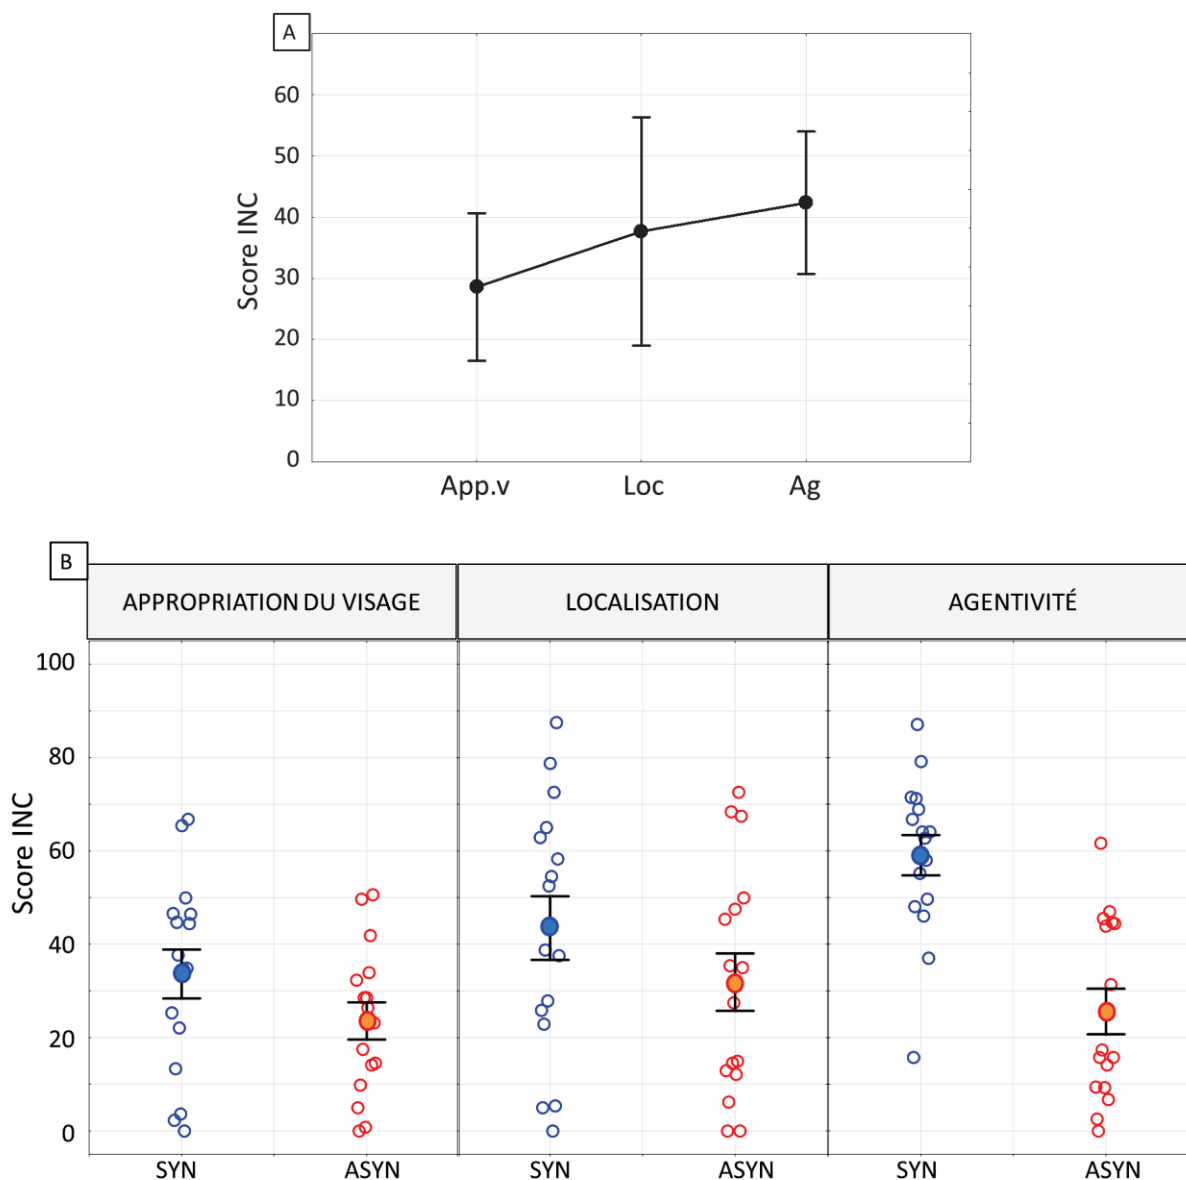 A
60
50
40
30
20
10
0
Score INC
App.v Loc Ag
B
APPROPRIATION DU VISAGE LOCALISATION AGENTIVITÉ
100
80
60
40
20
0
Score INC
SYN ASYN SYN ASYN SYN ASYN